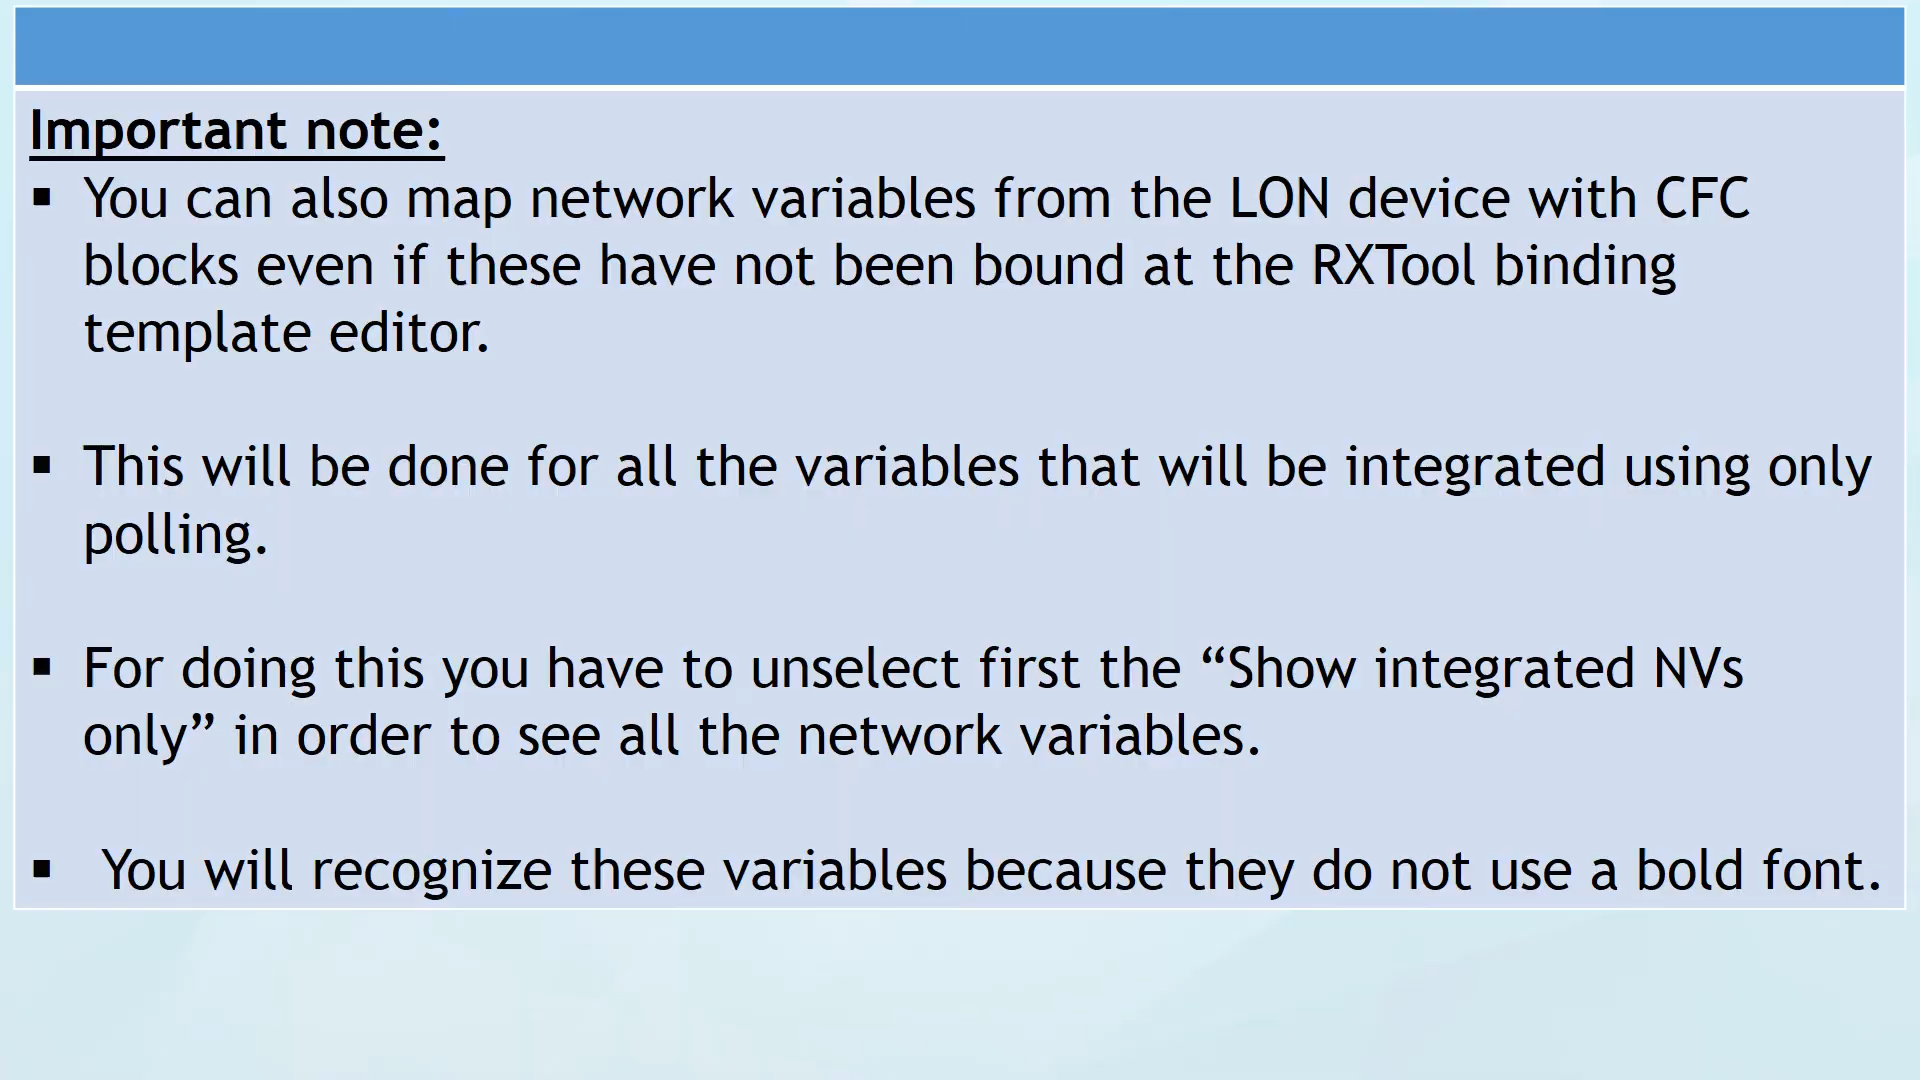 Important note:
▪ You can also map network variables from the LON device with CFC
blocks even if these have not been bound at the RXTool binding
template editor.
▪ This will be done for all the variables that will be integrated using only
polling.
▪ For doing this you have to unselect first the “Show integrated NVs
only” in order to see all the network variables.
▪ You will recognize these variables because they do not use a bold font.